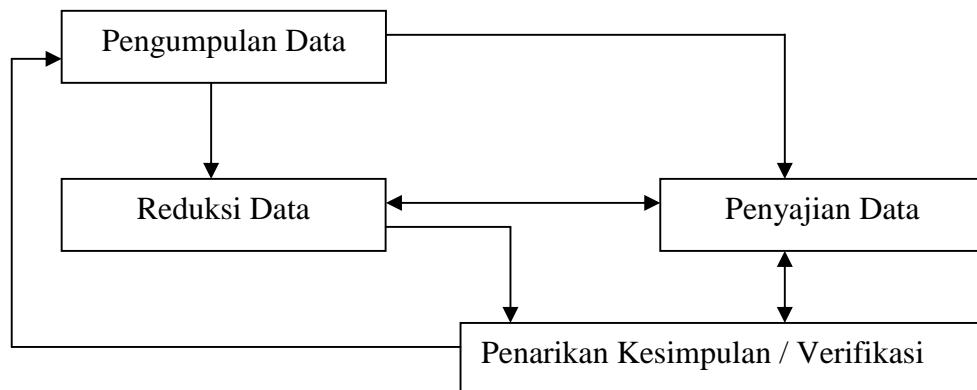 Pengumpulan Data
Reduksi Data
Penyajian Data
Penarikan Kesimpulan / Verifikasi